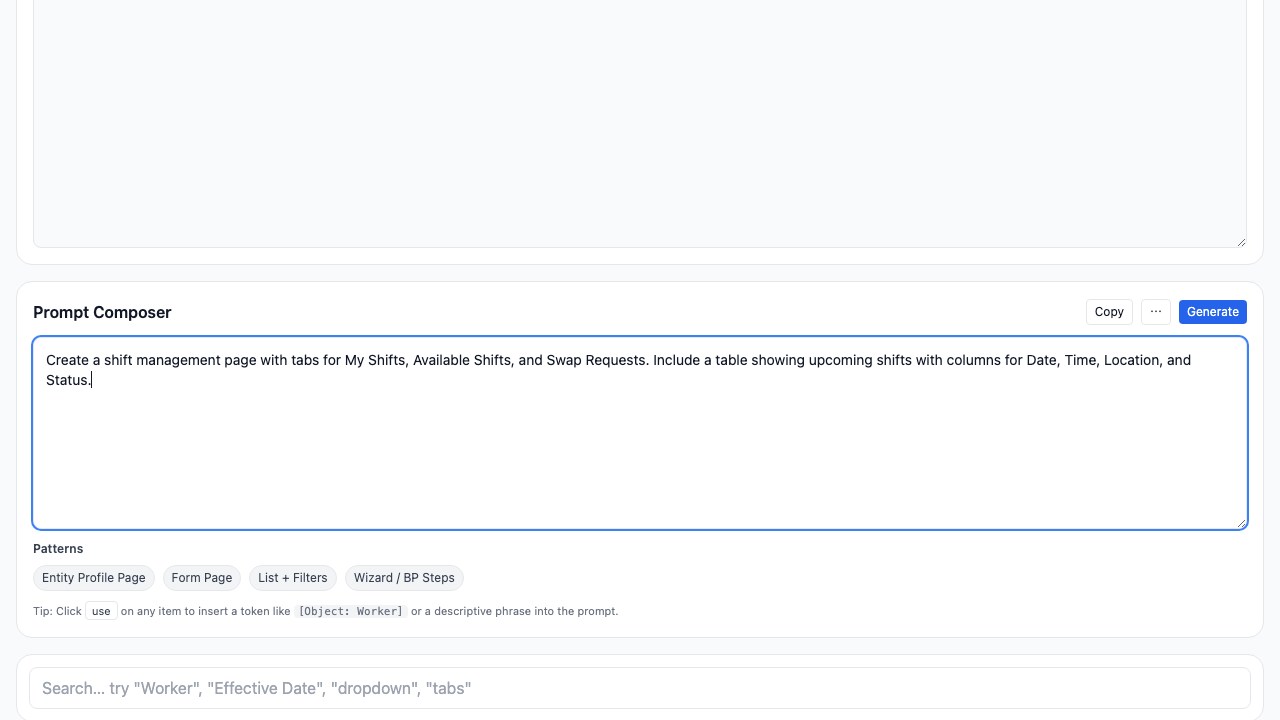 Prompt Composer
Copy
⋯
Generate
Create a shift management page with tabs for My Shifts, Available Shifts, and Swap Requests. Include a table showing upcoming shifts with columns for Date, Time, Location, and
Status.
Patterns
Entity Profile Page
Form Page
List + Filters
Wizard / BP Steps
Tip: Click use on any item to insert a token like [Object: Worker] or a descriptive phrase into the prompt.
Search... try "Worker", "Effective Date", "dropdown", "tabs"